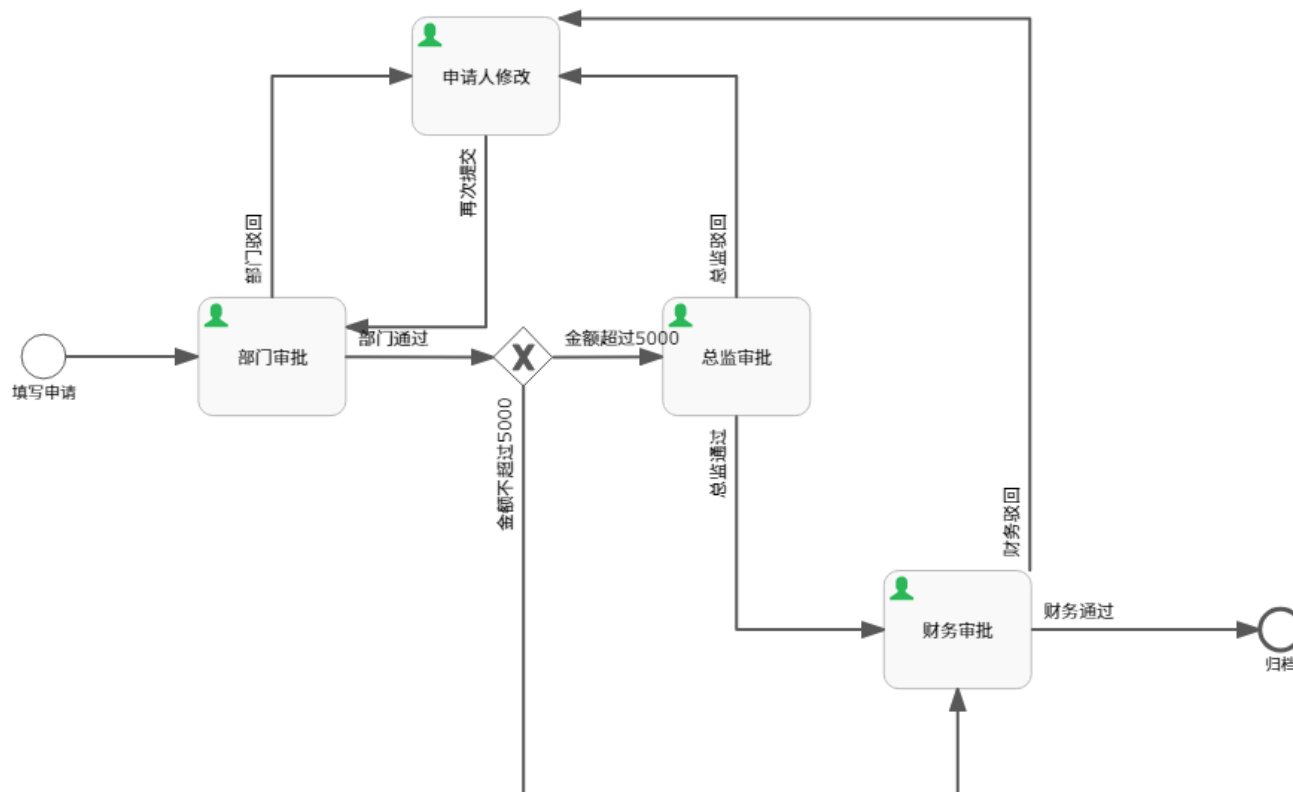 申请人修改
再次提交
部门驳回
总监驳回
部门通过
金额超过5000
填写申请
部门审批
总监审批
金额不超过5000
总监通过
财务驳回
财务审批
财务通过
归档